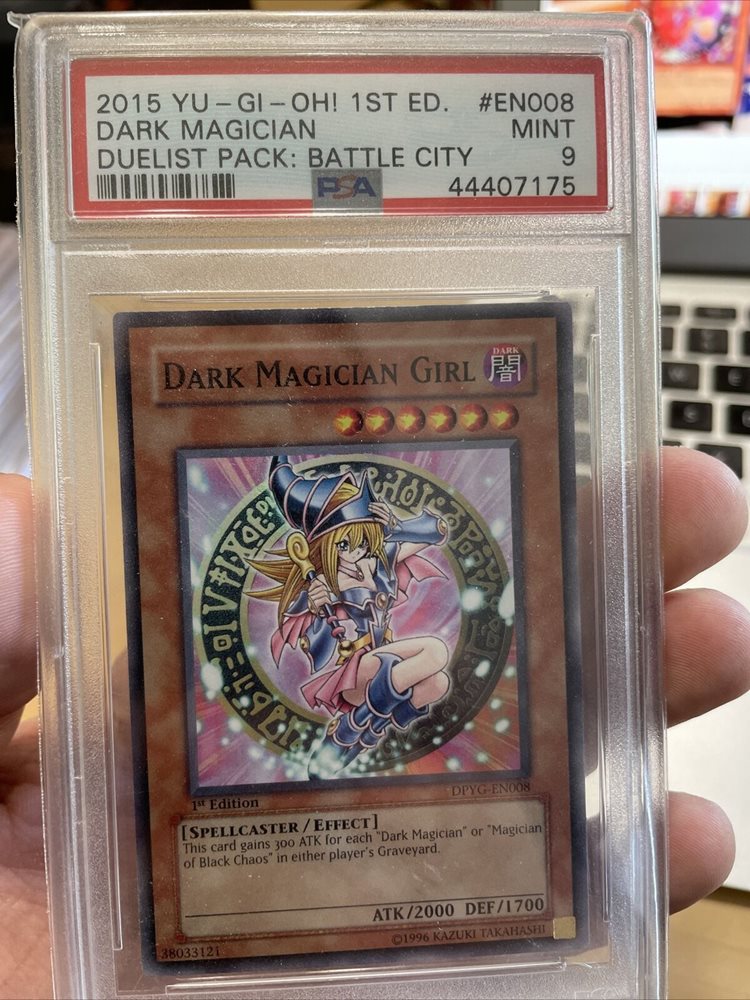 2015 YU-GI-OH! 1ST ED. #EN008
DARK MAGICIAN MINT
DUELIST PACK: BATTLE CITY 9
PSA 44407175
DARK MAGICIAN GIRL DARK 闇
DPYG-EN008
1st Edition
[SPELLCASTER / EFFECT]
This card gains 300 ATK for each "Dark Magician" or "Magician
of Black Chaos" in either player's Graveyard.
ATK/2000 DEF/1700
38033121 ©1996 KAZUKI TAKAHASHI